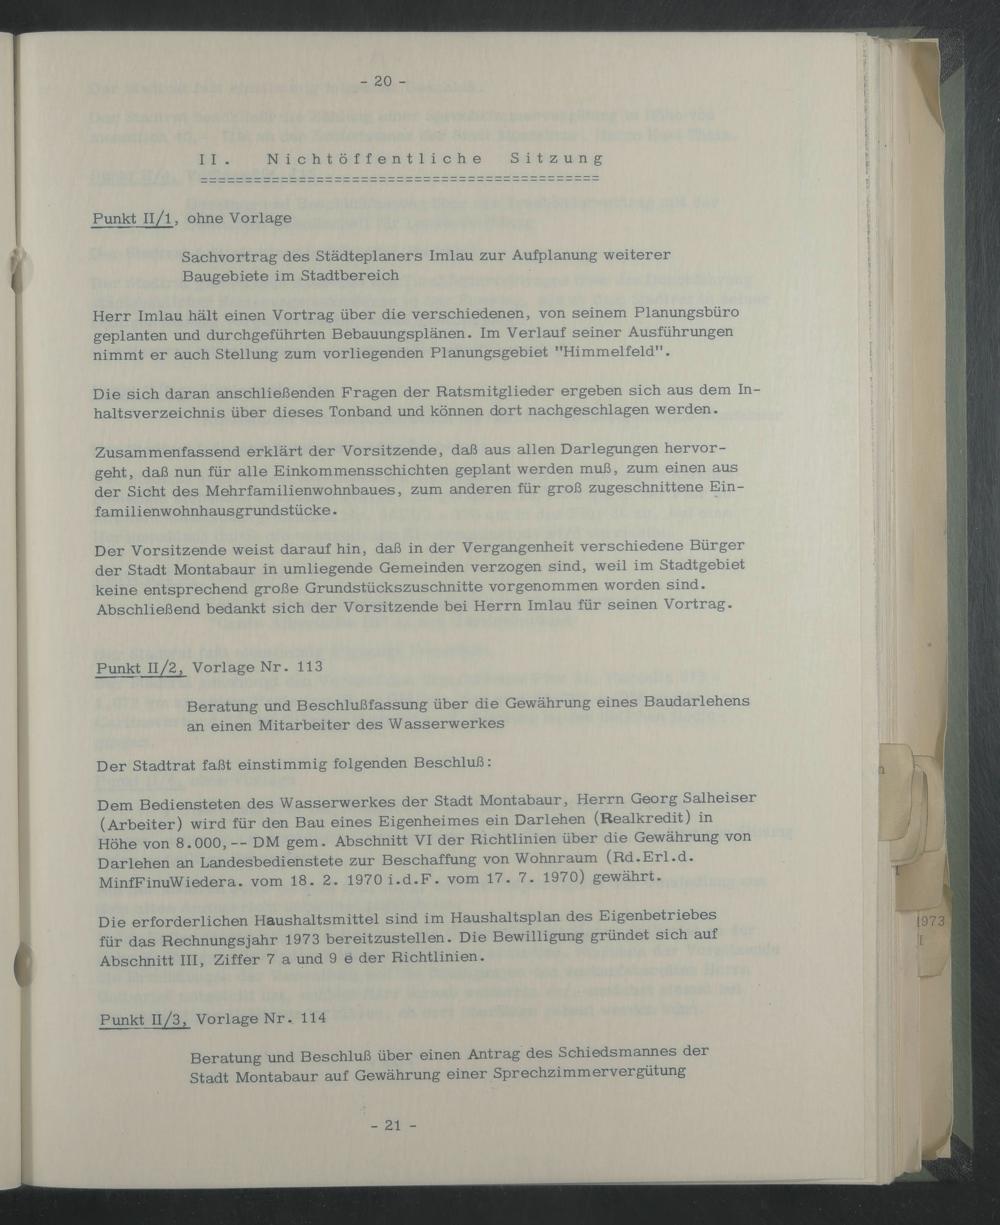 - 20 -
II. Nichtöffentliche Sitzung
=============================================
Punkt II/1, ohne Vorlage
Sachvortrag des Städteplaners Imlau zur Aufplanung weiterer
Baugebiete im Stadtbereich
Herr Imlau hält einen Vortrag über die verschiedenen, von seinem Planungsbüro
geplanten und durchgeführten Bebauungsplänen. Im Verlauf seiner Ausführungen
nimmt er auch Stellung zum vorliegenden Planungsgebiet "Himmelfeld".
Die sich daran anschließenden Fragen der Ratsmitglieder ergeben sich aus dem In-
haltsverzeichnis über dieses Tonband und können dort nachgeschlagen werden.
Zusammenfassend erklärt der Vorsitzende, daß aus allen Darlegungen hervor-
geht, daß nun für alle Einkommensschichten geplant werden muß, zum einen aus
der Sicht des Mehrfamilienwohnbaues, zum anderen für groß zugeschnittene Ein-
familienwohnhausgrundstücke.
Der Vorsitzende weist darauf hin, daß in der Vergangenheit verschiedene Bürger
der Stadt Montabaur in umliegende Gemeinden verzogen sind, weil im Stadtgebiet
keine entsprechend große Grundstückszuschnitte vorgenommen worden sind.
Abschließend bedankt sich der Vorsitzende bei Herrn Imlau für seinen Vortrag.
Punkt II/2, Vorlage Nr. 113
Beratung und Beschlußfassung über die Gewährung eines Baudarlehens
an einen Mitarbeiter des Wasserwerkes
Der Stadtrat faßt einstimmig folgenden Beschluß:
Dem Bediensteten des Wasserwerkes der Stadt Montabaur, Herrn Georg Salheiser
(Arbeiter) wird für den Bau eines Eigenheimes ein Darlehen (Realkredit) in
Höhe von 8.000,-- DM gem. Abschnitt VI der Richtlinien über die Gewährung von
Darlehen an Landesbedienstete zur Beschaffung von Wohnraum (Rd.Erl.d.
MinfFinuWiedera. vom 18. 2. 1970 i.d.F. vom 17. 7. 1970) gewährt.
Die erforderlichen Haushaltsmittel sind im Haushaltsplan des Eigenbetriebes
für das Rechnungsjahr 1973 bereitzustellen. Die Bewilligung gründet sich auf
Abschnitt III, Ziffer 7 a und 9 e der Richtlinien.
Punkt II/3, Vorlage Nr. 114
Beratung und Beschluß über einen Antrag des Schiedsmannes der
Stadt Montabaur auf Gewährung einer Sprechzimmervergütung
- 21 -
n
1973
I